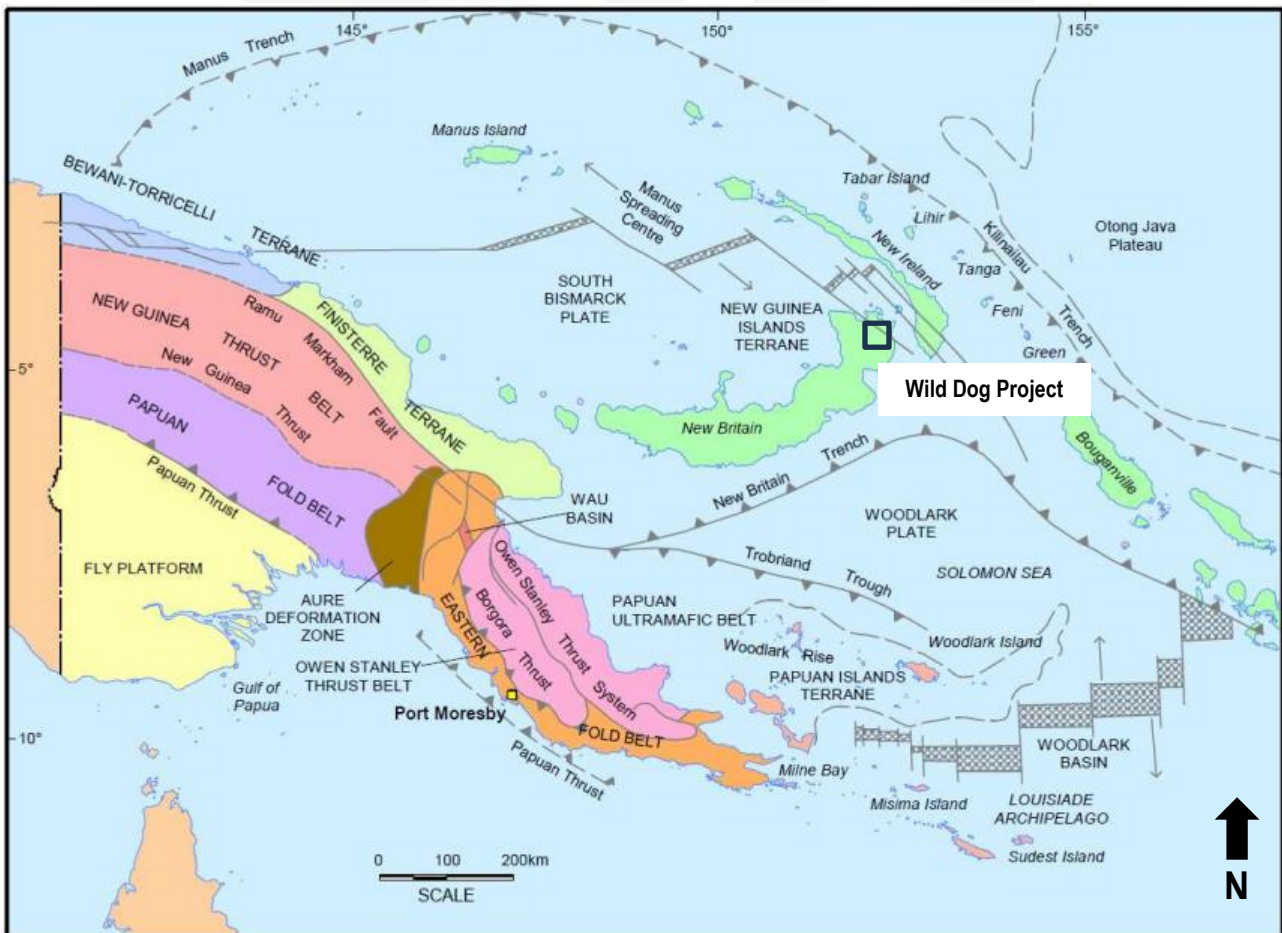 145°
150°
155°
Manus Trench
Manus Island
BEWANI-TORRICELLI
TERRANE
Manus
Spreading
Centre
Tabar Island
Lihir
New Ireland
Tanga
Feni
Green
Kilinailau
Trench
Otong Java
Plateau
SOUTH
BISMARCK
PLATE
NEW GUINEA
ISLANDS
TERRANE
NEW GUINEA
THRUST
BELT
Ramu
Markham
Fault
FINISTERRE
TERRANE
New Guinea
Thrust
5°
Wild Dog Project
PAPUAN
FOLD BELT
Papuan Thrust
New Britain
New Britain
Trench
Bouganville
WAU
BASIN
WOODLARK
PLATE
FLY PLATFORM
Trobriand
Trough
SOLOMON SEA
AURE
DEFORMATION
ZONE
Owen Stanley
Thrust
System
Borgora
Thrust
EASTERN
FOLD BELT
PAPUAN
ULTRAMAFIC BELT
Woodlark Island
Woodlark Rise
PAPUAN ISLANDS
TERRANE
OWEN STANLEY
THRUST BELT
Gulf of
Papua
Port Moresby
10°
Papuan Thrust
Milne Bay
WOODLARK
BASIN
Misima Island
LOUISIADE
ARCHIPELAGO
Sudest Island
0 100 200km
SCALE
N